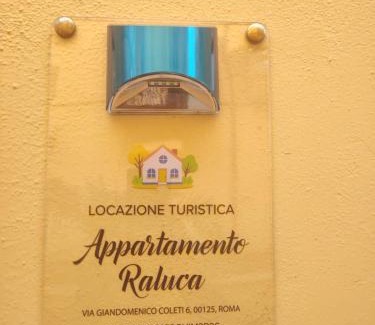 LOCAZIONE TURISTICA
Appartamento
Raluca
VIA GIANDOMENICO COLETI 6, 00125, ROMA